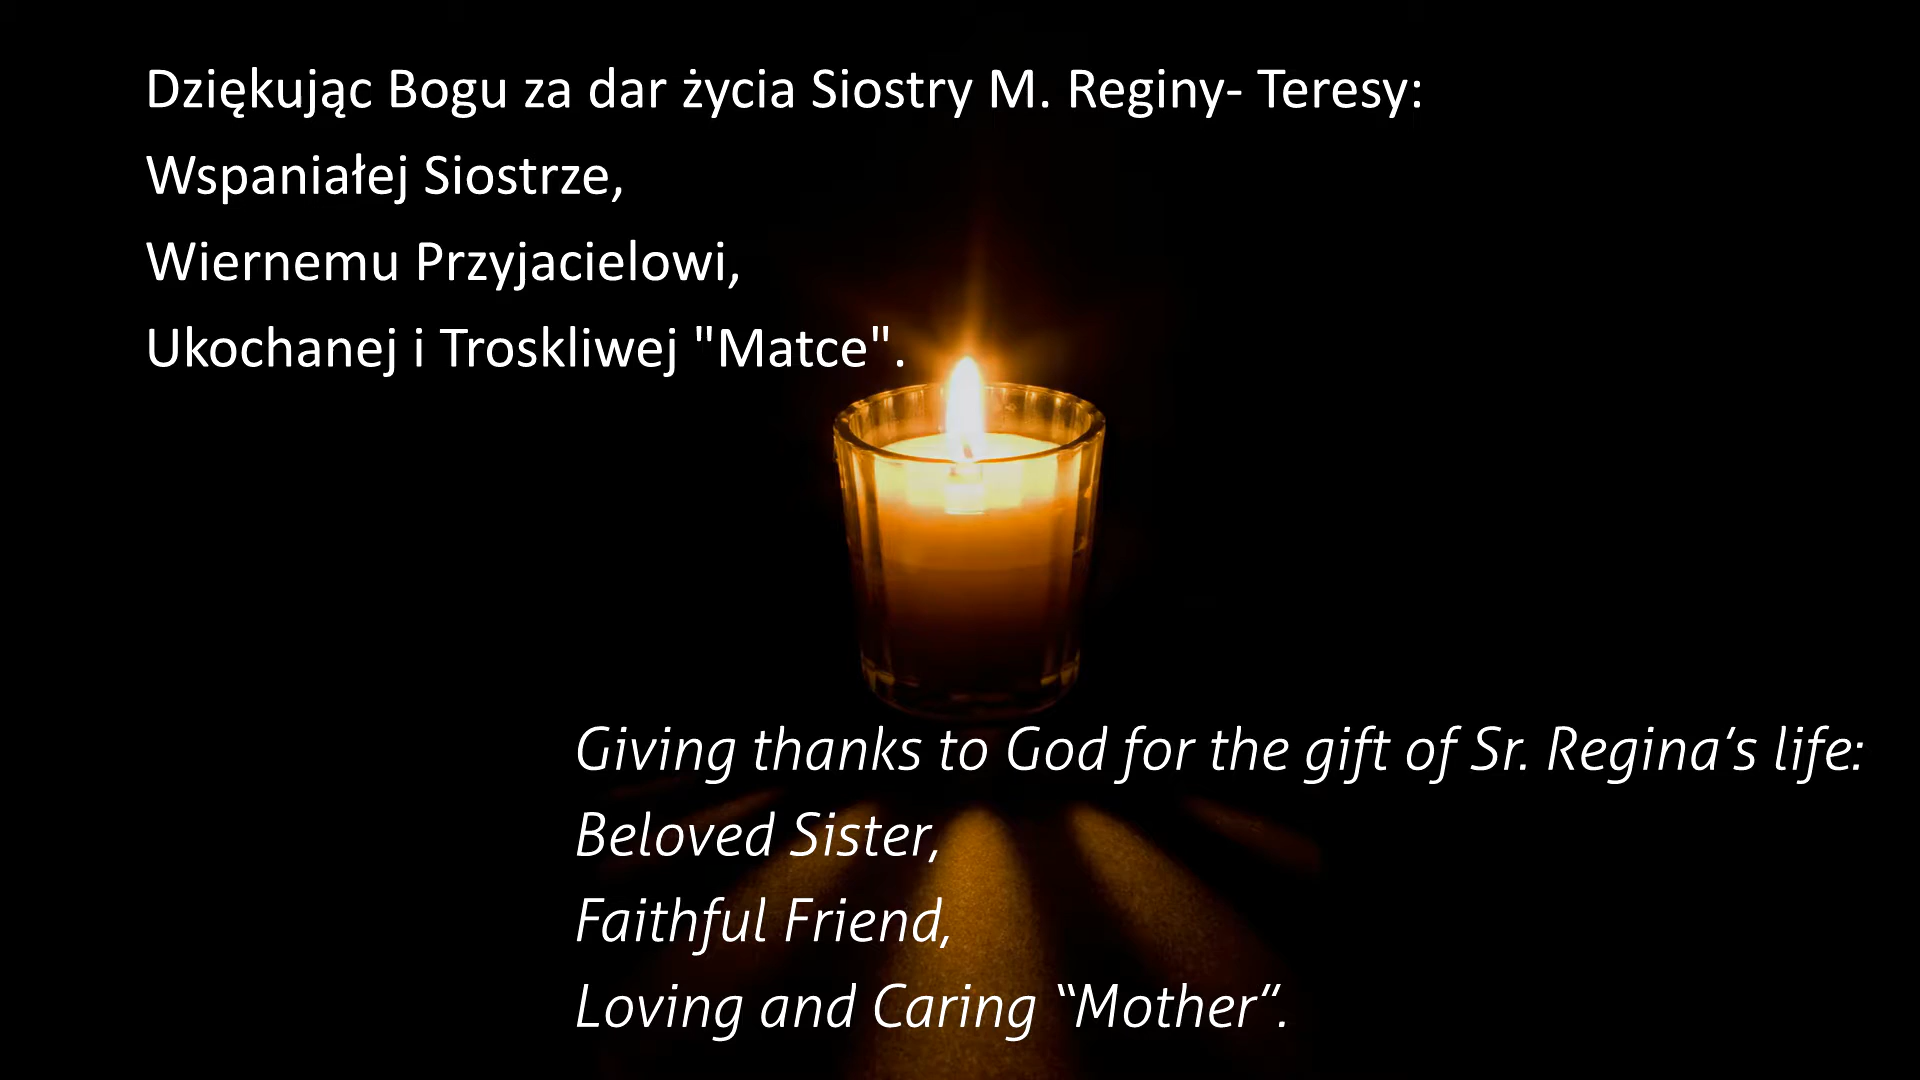 Dziękując Bogu za dar życia Siostry M. Reginy- Teresy:
Wspaniałej Siostrze,
Wiernemu Przyjacielowi,
Ukochanej i Troskliwej "Matce".
Giving thanks to God for the gift of Sr. Regina’s life:
Beloved Sister,
Faithful Friend,
Loving and Caring “Mother”.